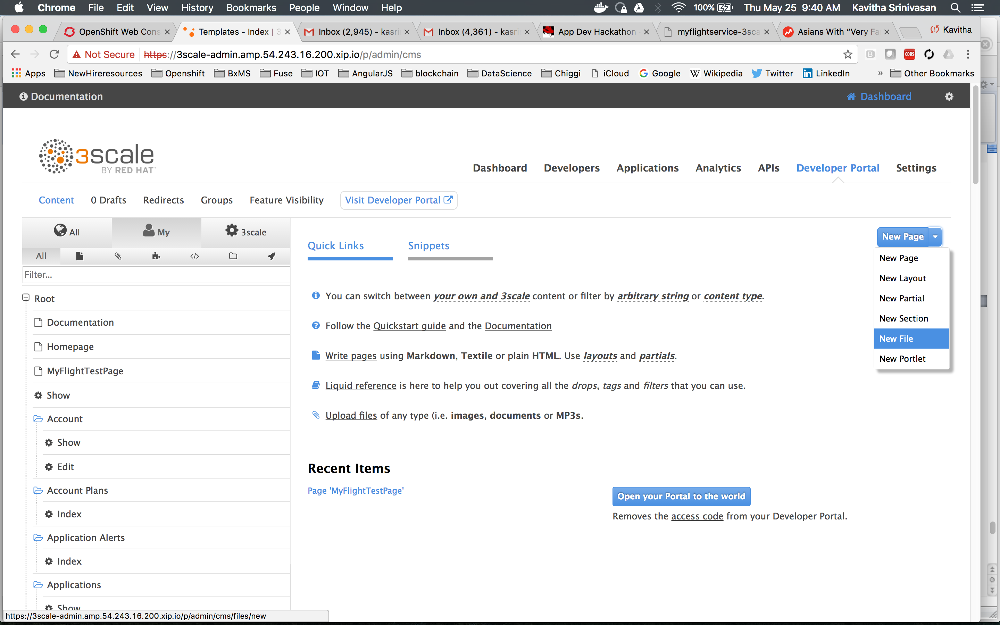 Chrome File Edit View History Bookmarks People Window Help 100% Thu May 25 9:40 AM Kavitha Srinivasan
OpenShift Web Cons Templates - Index | 3 Inbox (2,945) - kasri Inbox (4,361) - kasri App Dev Hackathon myflightservice-3sca Asians With “Very Fa Kavitha
Not Secure https://3scale-admin.amp.54.243.16.200.xip.io/p/admin/cms CORS
Apps NewHireresources Openshift BxMS Fuse IOT AngularJS blockchain DataScience Chiggi iCloud Google Wikipedia Twitter LinkedIn » Other Bookmarks
Documentation Dashboard
3scale
BY RED HAT
Dashboard Developers Applications Analytics APIs Developer Portal Settings
Content 0 Drafts Redirects Groups Feature Visibility Visit Developer Portal
All My 3scale
All
Filter...
Root
Documentation
Homepage
MyFlightTestPage
Show
Account
Show
Edit
Account Plans
Index
Application Alerts
Index
Applications
Show
Quick Links Snippets
You can switch between your own and 3scale content or filter by arbitrary string or content type.
Follow the Quickstart guide and the Documentation
Write pages using Markdown, Textile or plain HTML. Use layouts and partials.
Liquid reference is here to help you out covering all the drops, tags and filters that you can use.
Upload files of any type (i.e. images, documents or MP3s.
Recent Items
Page 'MyFlightTestPage'
Open your Portal to the world
Removes the access code from your Developer Portal.
New Page
New Page
New Layout
New Partial
New Section
New File
New Portlet
https://3scale-admin.amp.54.243.16.200.xip.io/p/admin/cms/files/new